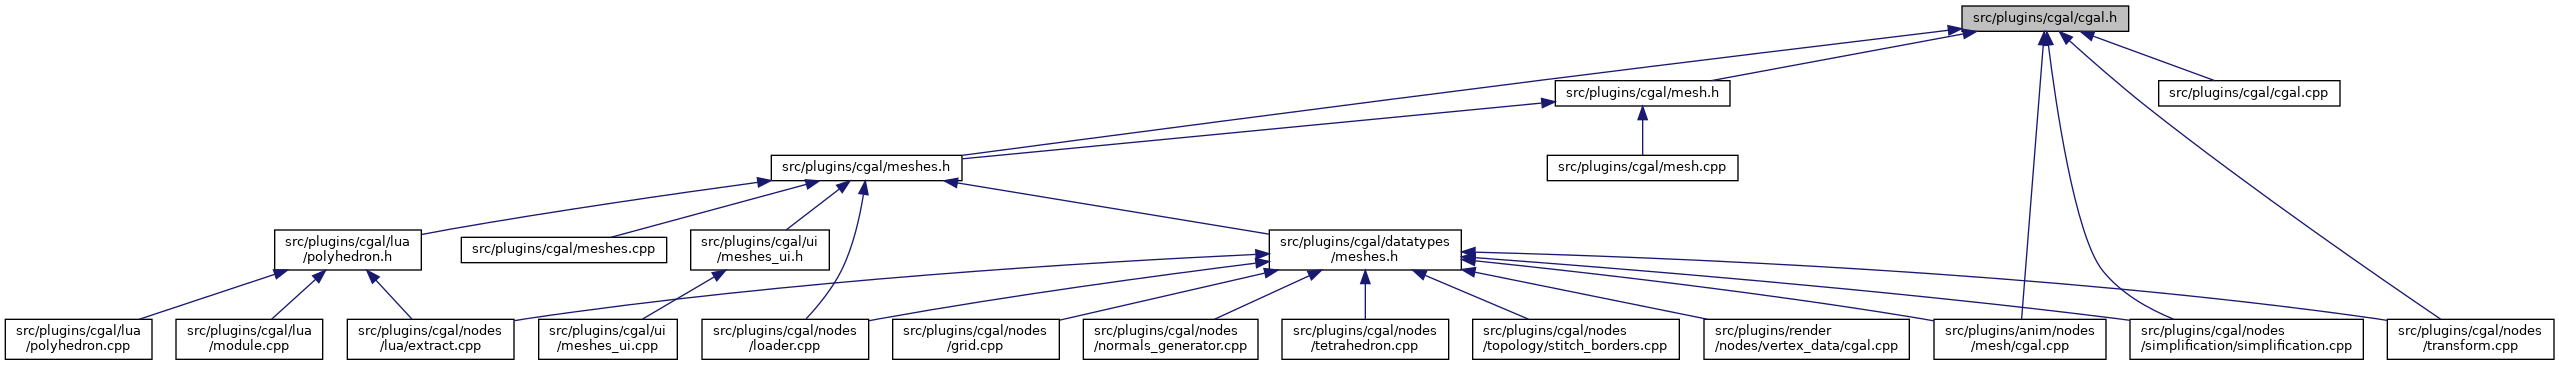 src/plugins/cgal/cgal.h
src/plugins/cgal/mesh.h
src/plugins/cgal/cgal.cpp
src/plugins/cgal/meshes.h
src/plugins/cgal/mesh.cpp
src/plugins/cgal/lua
/polyhedron.h
src/plugins/cgal/meshes.cpp
src/plugins/cgal/ui
/meshes_ui.h
src/plugins/cgal/datatypes
/meshes.h
src/plugins/cgal/lua
/polyhedron.cpp
src/plugins/cgal/lua
/module.cpp
src/plugins/cgal/nodes
/lua/extract.cpp
src/plugins/cgal/ui
/meshes_ui.cpp
src/plugins/cgal/nodes
/loader.cpp
src/plugins/cgal/nodes
/grid.cpp
src/plugins/cgal/nodes
/normals_generator.cpp
src/plugins/cgal/nodes
/tetrahedron.cpp
src/plugins/cgal/nodes
/topology/stitch_borders.cpp
src/plugins/render
/nodes/vertex_data/cgal.cpp
src/plugins/anim/nodes
/mesh/cgal.cpp
src/plugins/cgal/nodes
/simplification/simplification.cpp
src/plugins/cgal/nodes
/transform.cpp